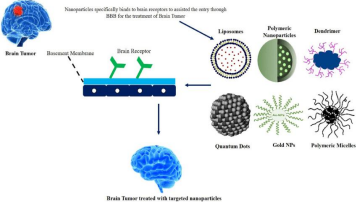 Nanoparticles specifically binds to brain receptors to assisted the entry through
BBB for the treatment of Brain Tumor
Brain Tumor
Basement Membrane
Brain Receptor
Liposomes
Polymeric
Nanoparticles
Dendrimer
Quantum Dots
Gold NPs
Polymeric Micelles
Brain Tumor treated with targeted nanoparticles